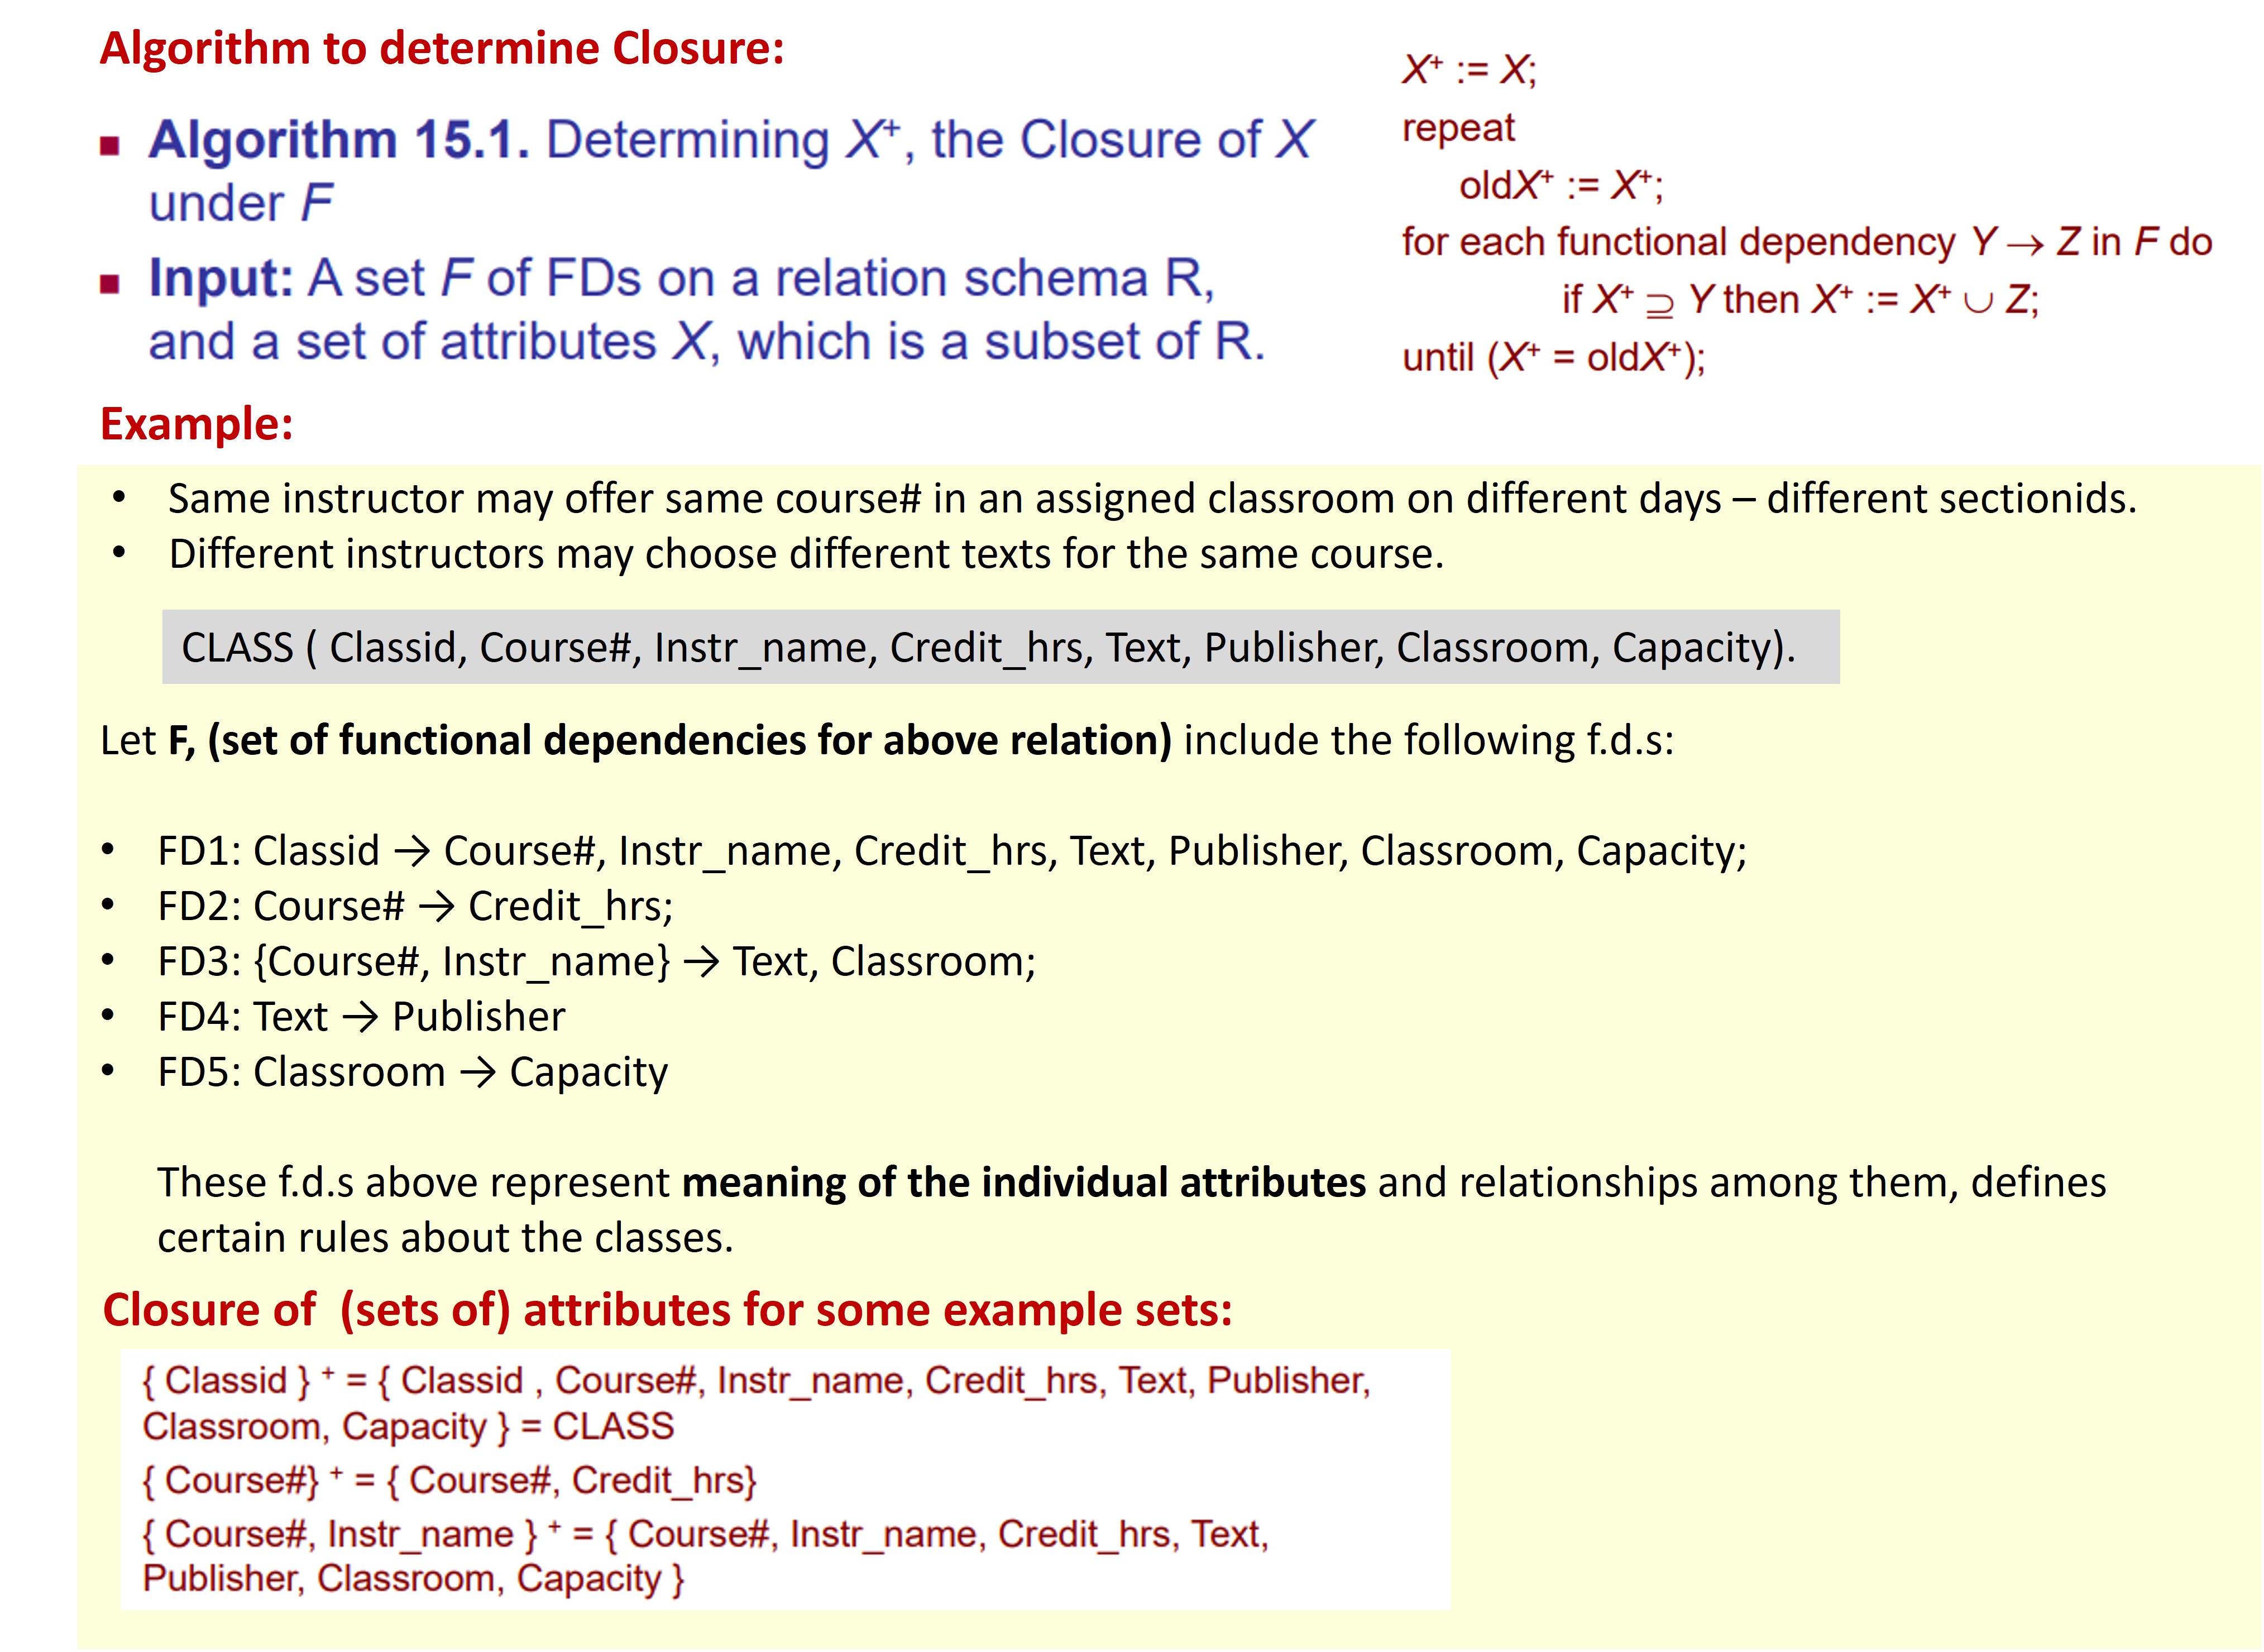 Algorithm to determine Closure:
▪ Algorithm 15.1. Determining X⁺, the Closure of X
under F
▪ Input: A set F of FDs on a relation schema R,
and a set of attributes X, which is a subset of R.
X⁺ := X;
repeat
oldX⁺ := X⁺;
for each functional dependency Y → Z in F do
if X⁺ ⊇ Y then X⁺ := X⁺ ∪ Z;
until (X⁺ = oldX⁺);
Example:
• Same instructor may offer same course# in an assigned classroom on different days – different sectionids.
• Different instructors may choose different texts for the same course.
CLASS ( Classid, Course#, Instr_name, Credit_hrs, Text, Publisher, Classroom, Capacity).
Let F, (set of functional dependencies for above relation) include the following f.d.s:
• FD1: Classid → Course#, Instr_name, Credit_hrs, Text, Publisher, Classroom, Capacity;
• FD2: Course# → Credit_hrs;
• FD3: {Course#, Instr_name} → Text, Classroom;
• FD4: Text → Publisher
• FD5: Classroom → Capacity
These f.d.s above represent meaning of the individual attributes and relationships among them, defines
certain rules about the classes.
Closure of (sets of) attributes for some example sets:
{ Classid } ⁺ = { Classid , Course#, Instr_name, Credit_hrs, Text, Publisher,
Classroom, Capacity } = CLASS
{ Course#} ⁺ = { Course#, Credit_hrs}
{ Course#, Instr_name } ⁺ = { Course#, Instr_name, Credit_hrs, Text,
Publisher, Classroom, Capacity }